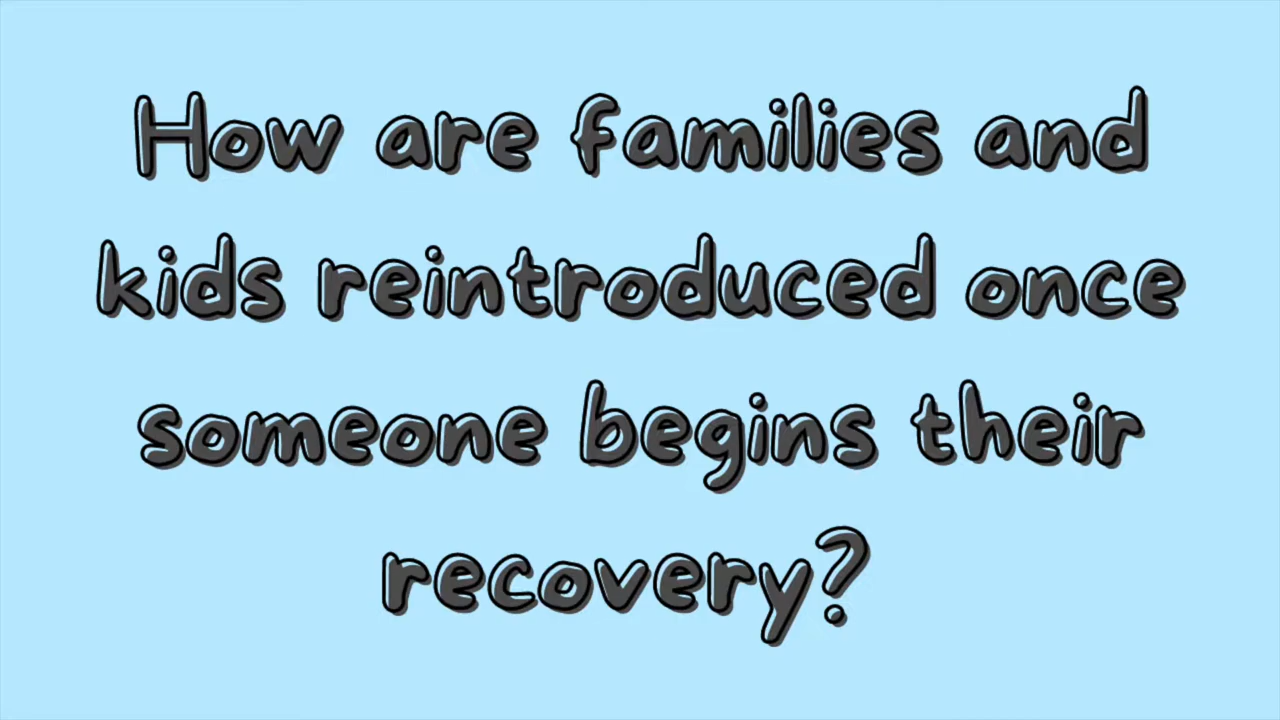 How are families and
kids reintroduced once
someone begins their
recovery?